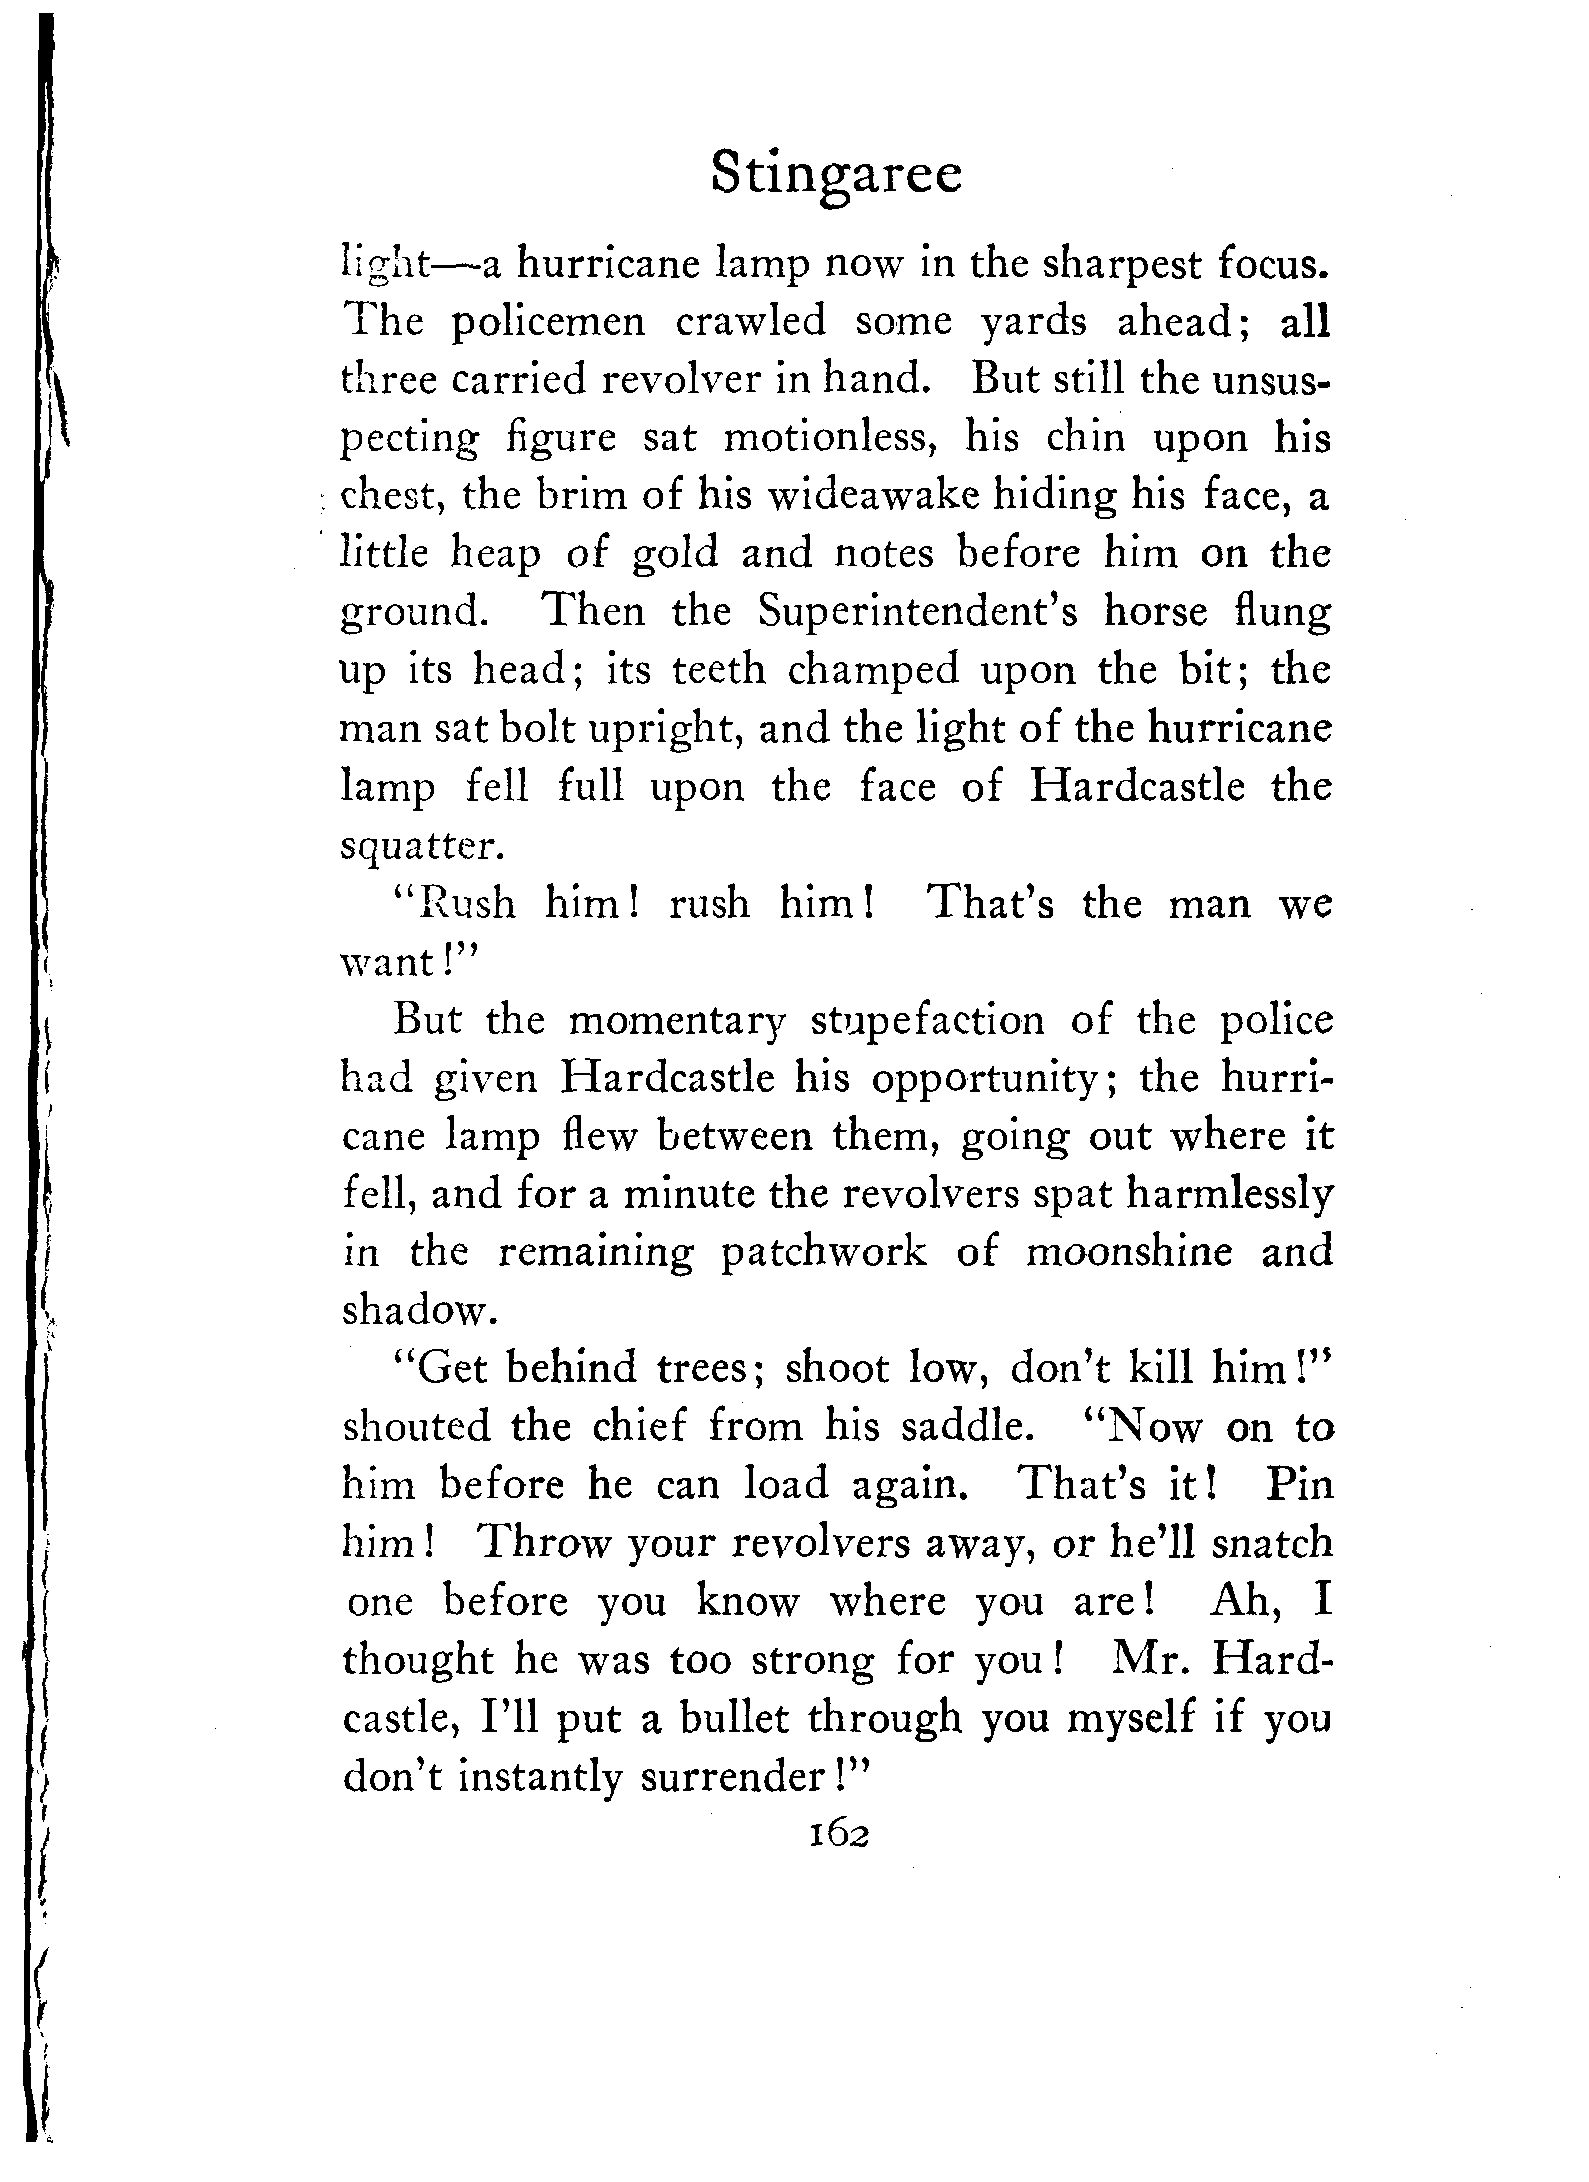 Stingaree
light—a hurricane lamp now in the sharpest focus.
The policemen crawled some yards ahead; all
three carried revolver in hand. But still the unsus-
pecting figure sat motionless, his chin upon his
chest, the brim of his wideawake hiding his face, a
little heap of gold and notes before him on the
ground. Then the Superintendent's horse flung
up its head; its teeth champed upon the bit; the
man sat bolt upright, and the light of the hurricane
lamp fell full upon the face of Hardcastle the
squatter.
"Rush him! rush him! That's the man we
want!"
But the momentary stupefaction of the police
had given Hardcastle his opportunity; the hurri-
cane lamp flew between them, going out where it
fell, and for a minute the revolvers spat harmlessly
in the remaining patchwork of moonshine and
shadow.
"Get behind trees; shoot low, don't kill him!"
shouted the chief from his saddle. "Now on to
him before he can load again. That's it! Pin
him! Throw your revolvers away, or he'll snatch
one before you know where you are! Ah, I
thought he was too strong for you! Mr. Hard-
castle, I'll put a bullet through you myself if you
don't instantly surrender!"
162